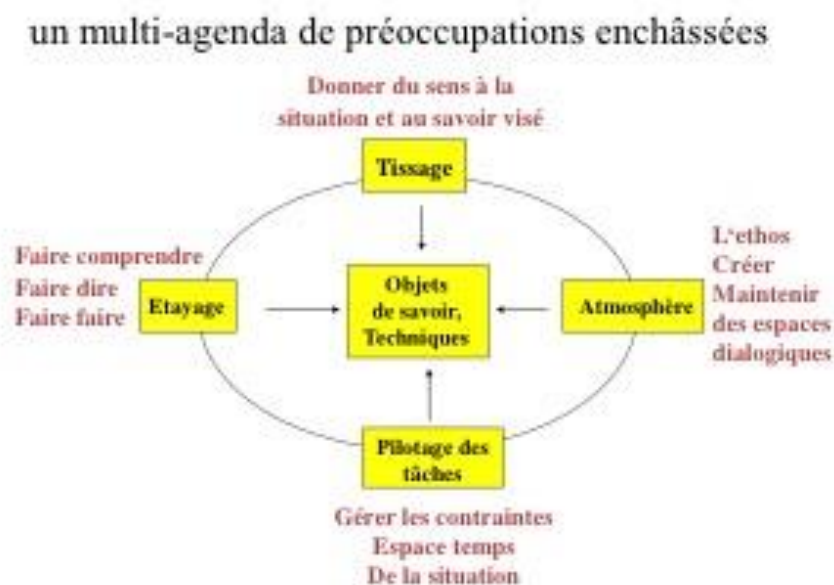 un multi-agenda de préoccupations enchâssées
Donner du sens à la
situation et au savoir visé
Tissage
Faire comprendre
Faire dire
Faire faire
Etayage
Objets
de savoir,
Techniques
Atmosphère
L'ethos
Créer
Maintenir
des espaces
dialogiques
Pilotage des
tâches
Gérer les contraintes
Espace temps
De la situation